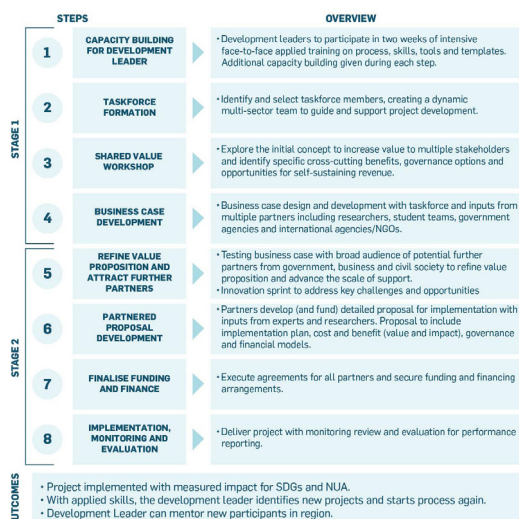 STEPS
OVERVIEW
STAGE 1
1
CAPACITY BUILDING
FOR DEVELOPMENT
LEADER
• Development leaders to participate in two weeks of intensive
face-to-face applied training on process, skills, tools and templates.
Additional capacity building given during each step.
2
TASKFORCE
FORMATION
• Identify and select taskforce members, creating a dynamic
multi-sector team to guide and support project development.
3
SHARED VALUE
WORKSHOP
• Explore the initial concept to increase value to multiple stakeholders
and identify specific cross-cutting benefits, governance options and
opportunities for self-sustaining revenue.
4
BUSINESS CASE
DEVELOPMENT
• Business case design and development with taskforce and inputs from
multiple partners including researchers, student teams, government
agencies and international agencies/NGOs.
STAGE 2
5
REFINE VALUE
PROPOSITION AND
ATTRACT FURTHER
PARTNERS
• Testing business case with broad audience of potential further
partners from government, business and civil society to refine value
proposition and advance the scale of support.
• Innovation sprint to address key challenges and opportunities
6
PARTNERED
PROPOSAL
DEVELOPMENT
• Partners develop (and fund) detailed proposal for implementation with
inputs from experts and researchers. Proposal to include
implementation plan, cost and benefit (value and impact), governance
and financial models.
7
FINALISE FUNDING
AND FINANCE
• Execute agreements for all partners and secure funding and financing
arrangements.
8
IMPLEMENTATION,
MONITORING AND
EVALUATION
• Deliver project with monitoring review and evaluation for performance
reporting.
UTCOMES
• Project implemented with measured impact for SDGs and NUA.
• With applied skills, the development leader identifies new projects and starts process again.
• Development Leader can mentor new participants in region.